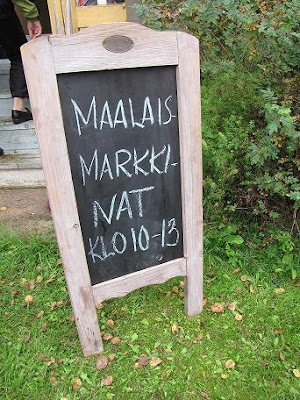 MAALAIS-
MARKKI-
NAT
KLO 10-13